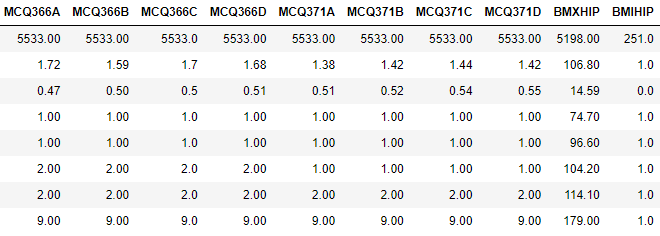 MCQ366A MCQ366B MCQ366C MCQ366D MCQ371A MCQ371B MCQ371C MCQ371D BMXHIP BMIHIP
5533.00 5533.00 5533.0 5533.00 5533.00 5533.00 5533.00 5533.00 5198.00 251.0
1.72 1.59 1.7 1.68 1.38 1.42 1.44 1.42 106.80 1.0
0.47 0.50 0.5 0.51 0.51 0.52 0.54 0.55 14.59 0.0
1.00 1.00 1.0 1.00 1.00 1.00 1.00 1.00 74.70 1.0
1.00 1.00 1.0 1.00 1.00 1.00 1.00 1.00 96.60 1.0
2.00 2.00 2.0 2.00 1.00 1.00 1.00 1.00 104.20 1.0
2.00 2.00 2.0 2.00 2.00 2.00 2.00 2.00 114.10 1.0
9.00 9.00 9.0 9.00 9.00 9.00 9.00 9.00 179.00 1.0